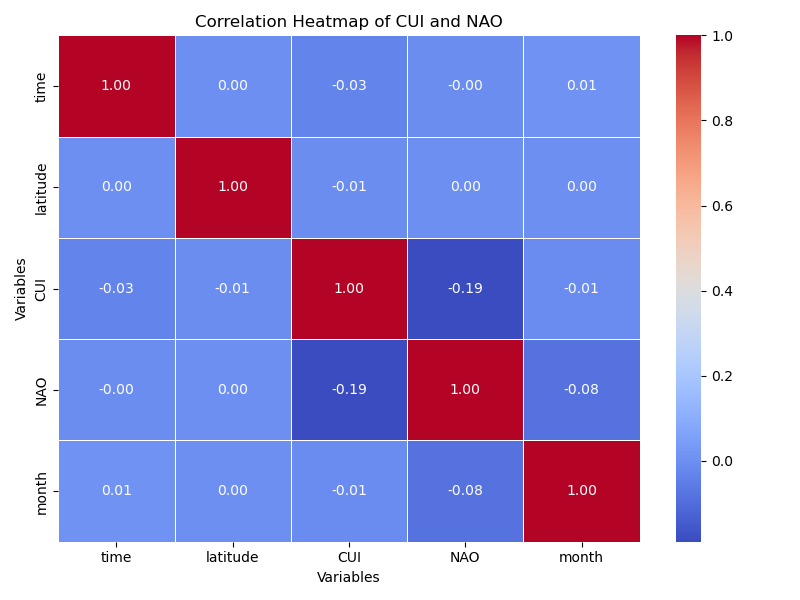 Correlation Heatmap of CUI and NAO
time 1.00 0.00 -0.03 -0.00 0.01
latitude 0.00 1.00 -0.01 0.00 0.00
CUI -0.03 -0.01 1.00 -0.19 -0.01
NAO -0.00 0.00 -0.19 1.00 -0.08
month 0.01 0.00 -0.01 -0.08 1.00
time latitude CUI NAO month
Variables
Variables
1.0
0.8
0.6
0.4
0.2
0.0